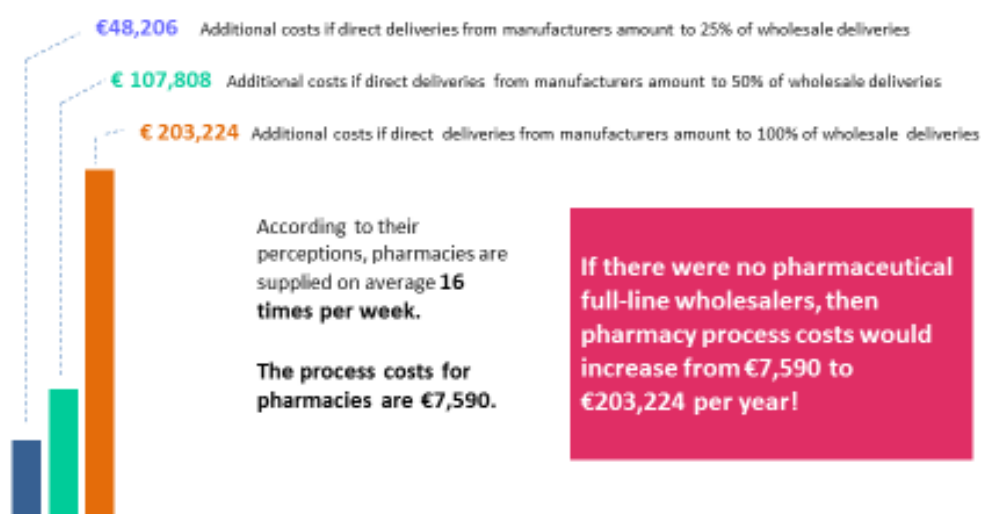 €48,206 Additional costs if direct deliveries from manufacturers amount to 25% of wholesale deliveries
€ 107,808 Additional costs if direct deliveries from manufacturers amount to 50% of wholesale deliveries
€ 203,224 Additional costs if direct deliveries from manufacturers amount to 100% of wholesale deliveries
According to their
perceptions, pharmacies are
supplied on average 16
times per week.
The process costs for
pharmacies are €7,590.
If there were no pharmaceutical
full-line wholesalers, then
pharmacy process costs would
increase from €7,590 to
€203,224 per year!